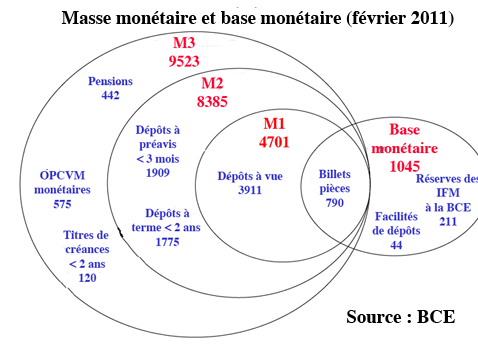 Masse monétaire et base monétaire (février 2011)
M3
9523
Pensions
442
M2
8385
M1
4701
Base
monétaire
1045
Dépôts à
préavis
< 3 mois
1909
OPCVM
monétaires
575
Dépôts à vue
3911
Billets
pièces
790
Réserves des
IFM
à la BCE
211
Dépôts à
terme < 2 ans
1775
Facilités
de dépôts
44
Titres de
créances
< 2 ans
120
Source : BCE